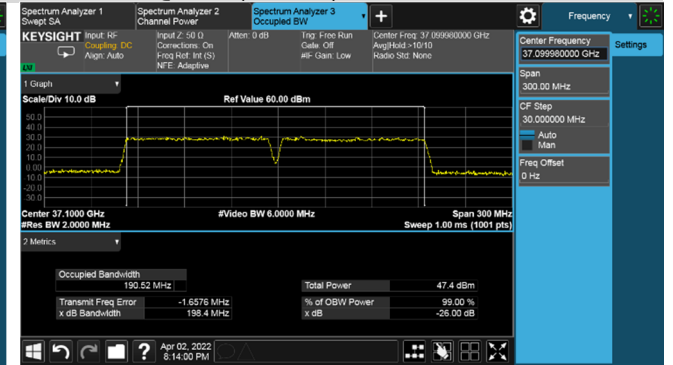 Spectrum Analyzer 1
Swept SA
Spectrum Analyzer 2
Channel Power
Spectrum Analyzer 3
Occupied BW
+
Frequency
KEYSIGHT
Input: RF
Coupling: DC
Align: Auto
Input Z: 50 Ω
Corrections: On
Freq Ref: Int (S)
NFE: Adaptive
Atten: 0 dB
Trig: Free Run
Gate: Off
#IF Gain: Low
Center Freq: 37.099980000 GHz
Avg|Hold:>10/10
Radio Std: None
Center Frequency
37.099980000 GHz
Settings
Span
300.00 MHz
CF Step
30.000000 MHz
Auto
Man
Freq Offset
0 Hz
1 Graph
Scale/Div 10.0 dB
Ref Value 60.00 dBm
50.0
40.0
30.0
20.0
10.0
0.00
-10.0
-20.0
-30.0
Center 37.1000 GHz
#Video BW 6.0000 MHz
Span 300 MHz
#Res BW 2.0000 MHz
Sweep 1.00 ms (1001 pts)
2 Metrics
Occupied Bandwidth
190.52 MHz
Total Power 47.4 dBm
Transmit Freq Error -1.6576 MHz
% of OBW Power 99.00 %
x dB Bandwidth 198.4 MHz
x dB -26.00 dB
?
Apr 02, 2022
8:14:00 PM